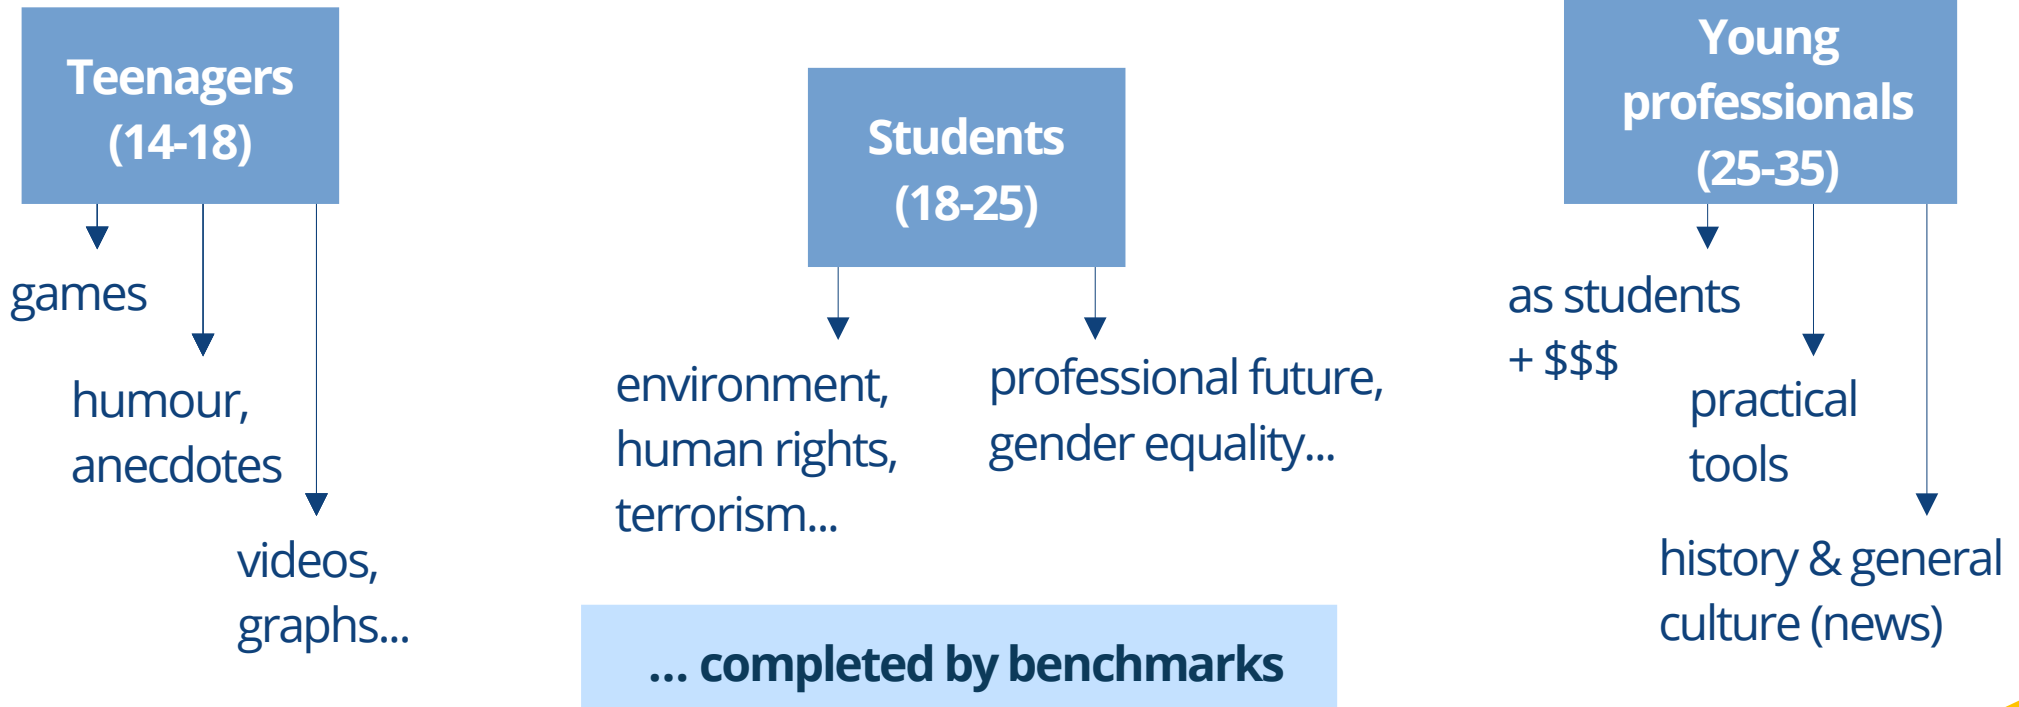 Teenagers
(14-18)
games
humour,
anecdotes
videos,
graphs...
Students
(18-25)
environment,
human rights,
terrorism...
professional future,
gender equality...
Young
professionals
(25-35)
as students
+ $$$
practical
tools
history & general
culture (news)
... completed by benchmarks